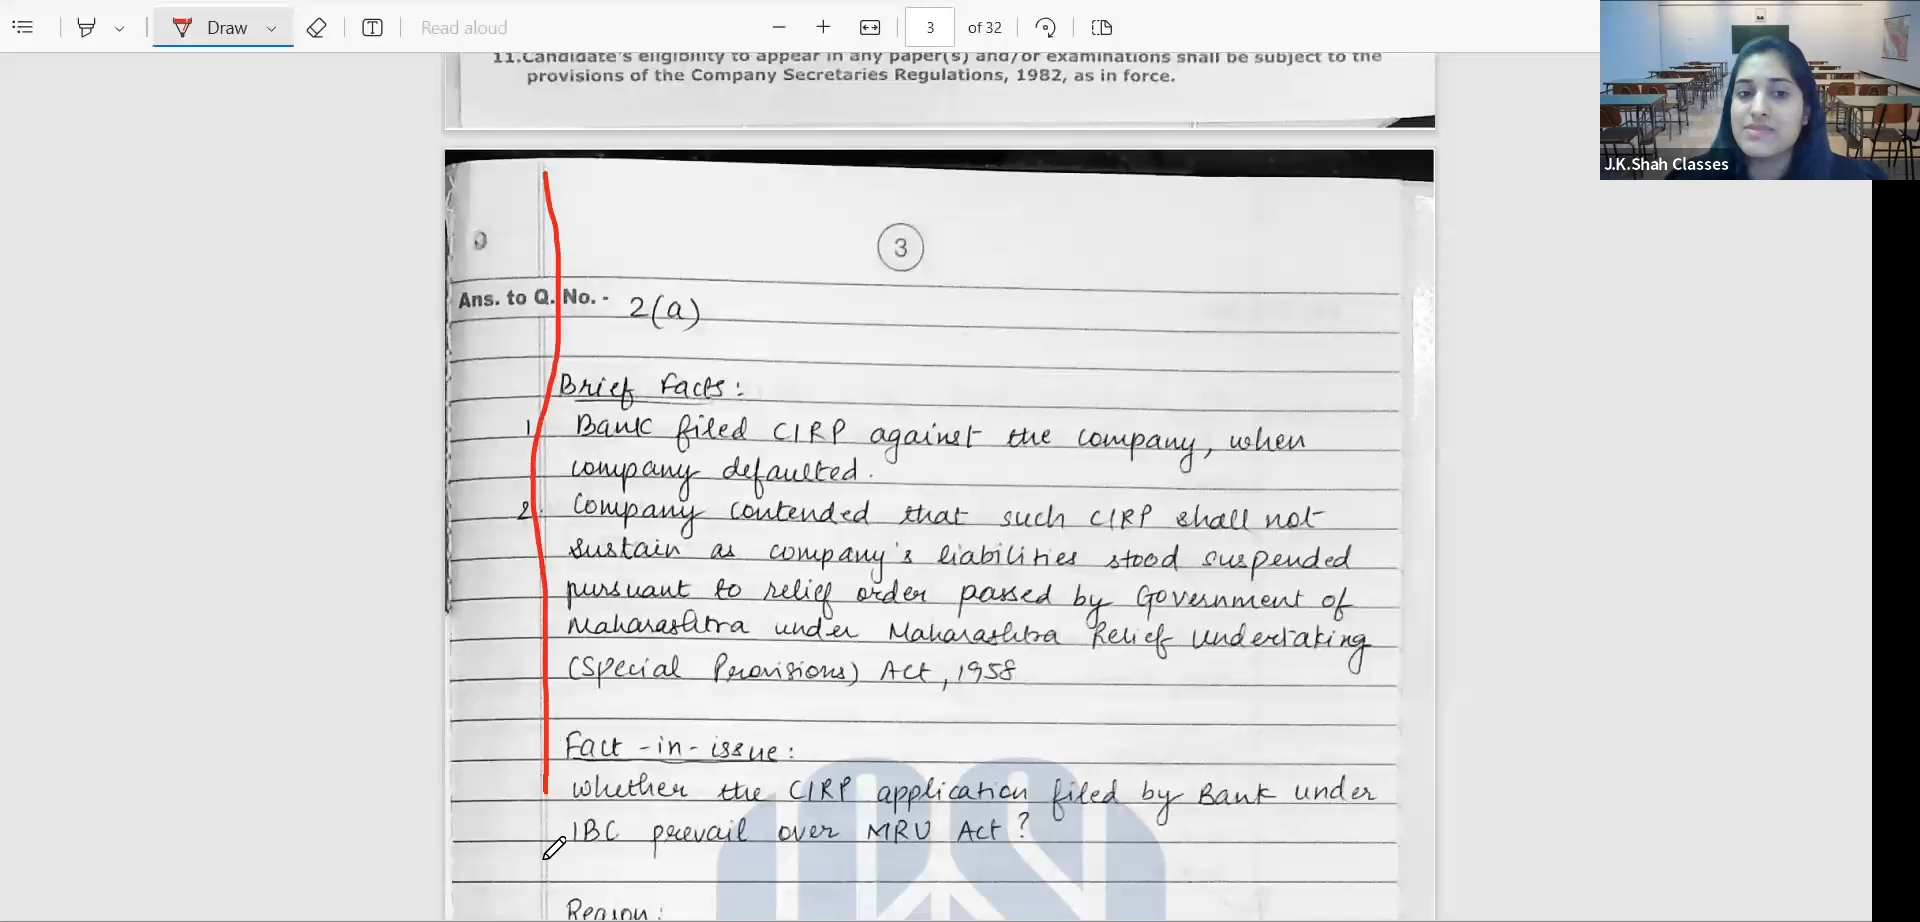 Draw
Read aloud
3
of 32
11.Candidate's eligibility to appear in any paper(s) and/or examinations shall be subject to the
provisions of the Company Secretaries Regulations, 1982, as in force.
J.K.Shah Classes
3
Ans. to Q. No. - 2(a)
Brief Facts:
1. Bank filed CIRP against the company, when
company defaulted.
2. Company contended that such CIRP shall not
sustain as company's liabilities stood suspended
pursuant to relief order passed by Government of
Maharashtra under Maharashtra Relief Undertaking
(Special Provisions) Act, 1958
Fact-in-issue:
whether the CIRP application filed by Bank under
IBC prevail over MRU Act?
Reason: